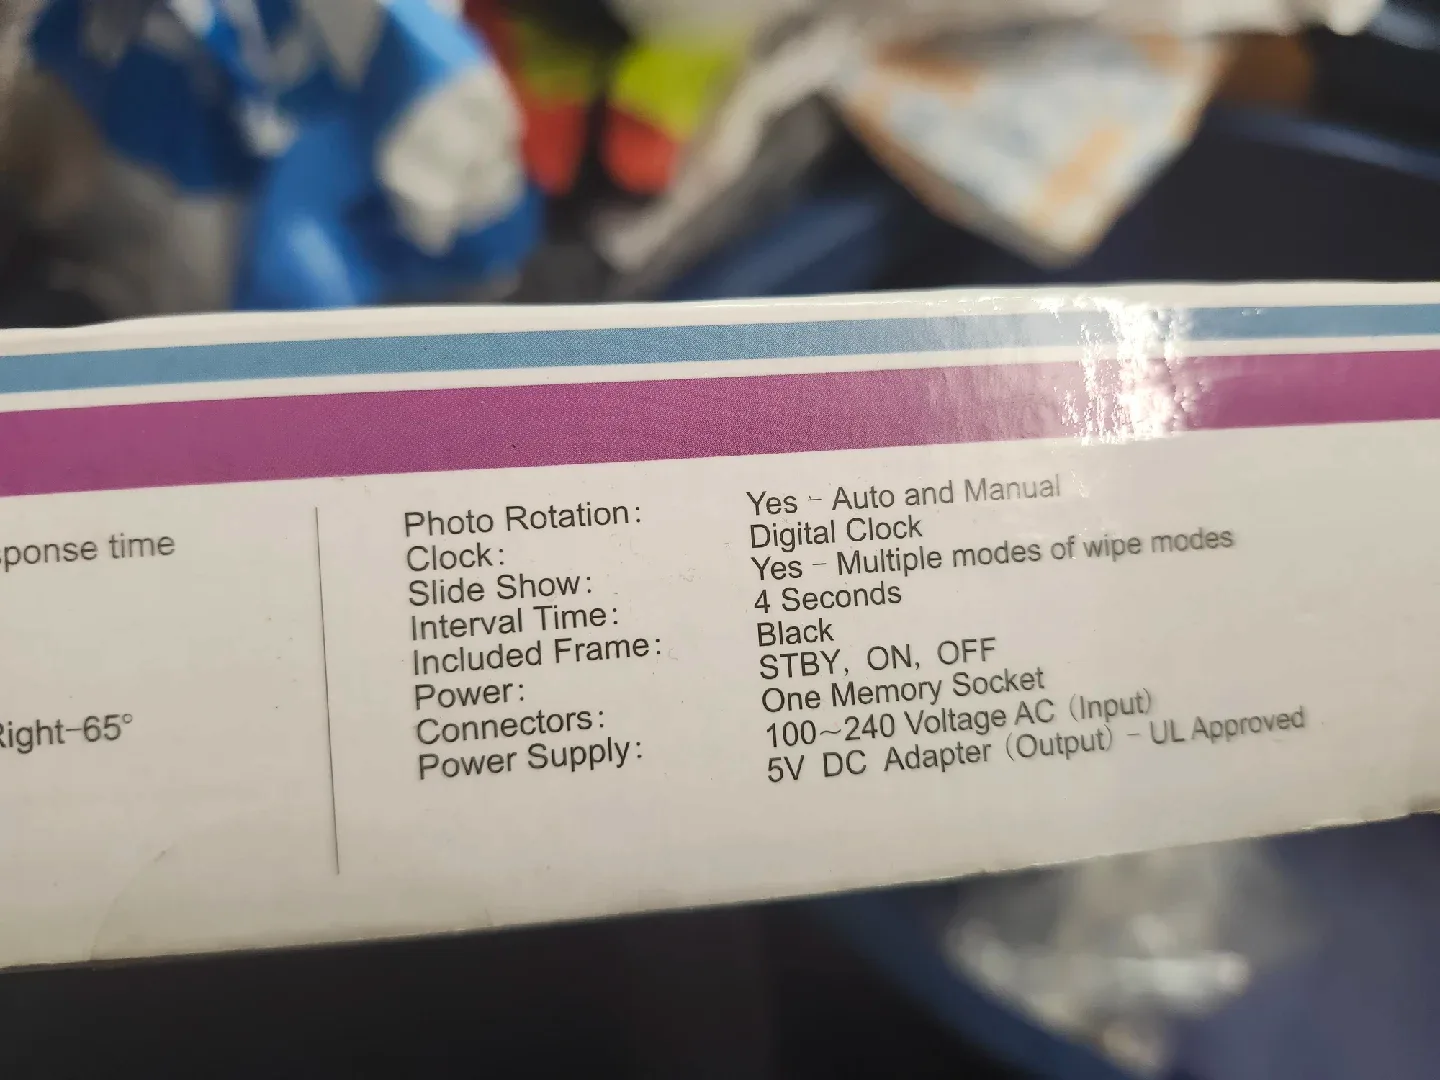 ponse time
Right-65°
Photo Rotation: Yes - Auto and Manual
Clock: Digital Clock
Slide Show: Yes - Multiple modes of wipe modes
Interval Time: 4 Seconds
Included Frame: Black
Power: STBY, ON, OFF
Connectors: One Memory Socket
Power Supply: 100~240 Voltage AC (Input)
5V DC Adapter (Output) - UL Approved